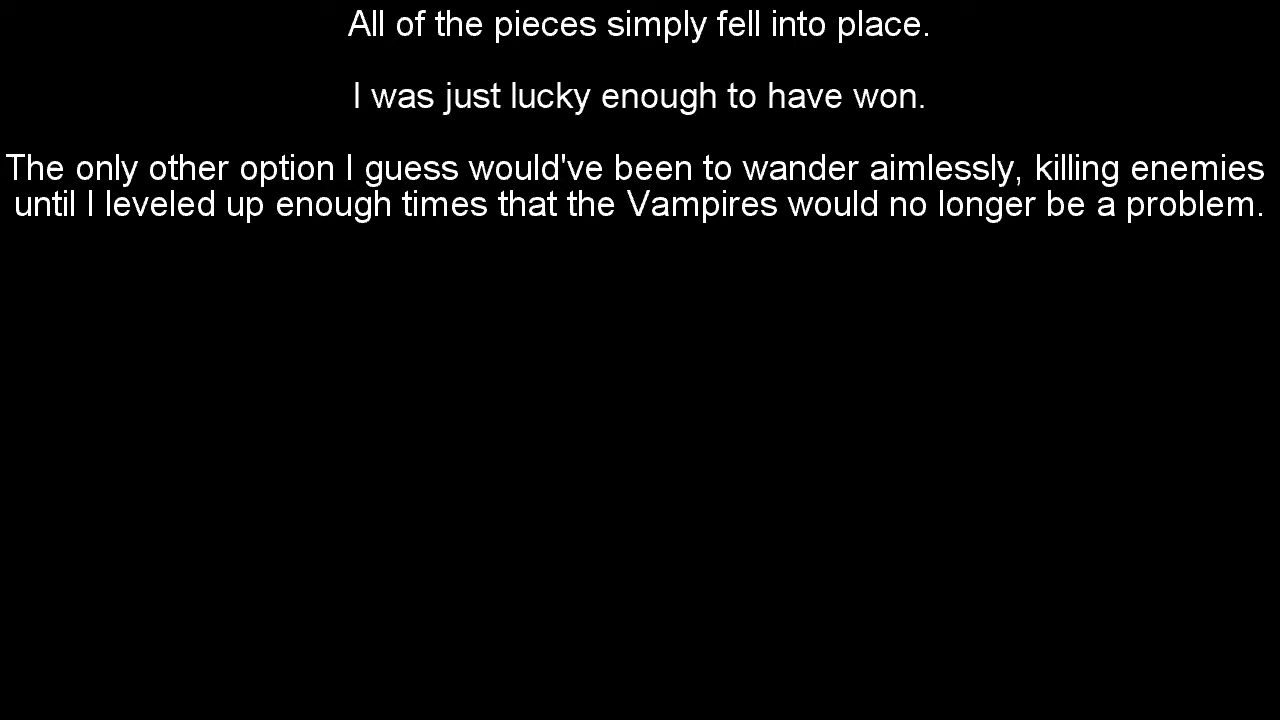 All of the pieces simply fell into place.
I was just lucky enough to have won.
The only other option I guess would've been to wander aimlessly, killing enemies
until I leveled up enough times that the Vampires would no longer be a problem.